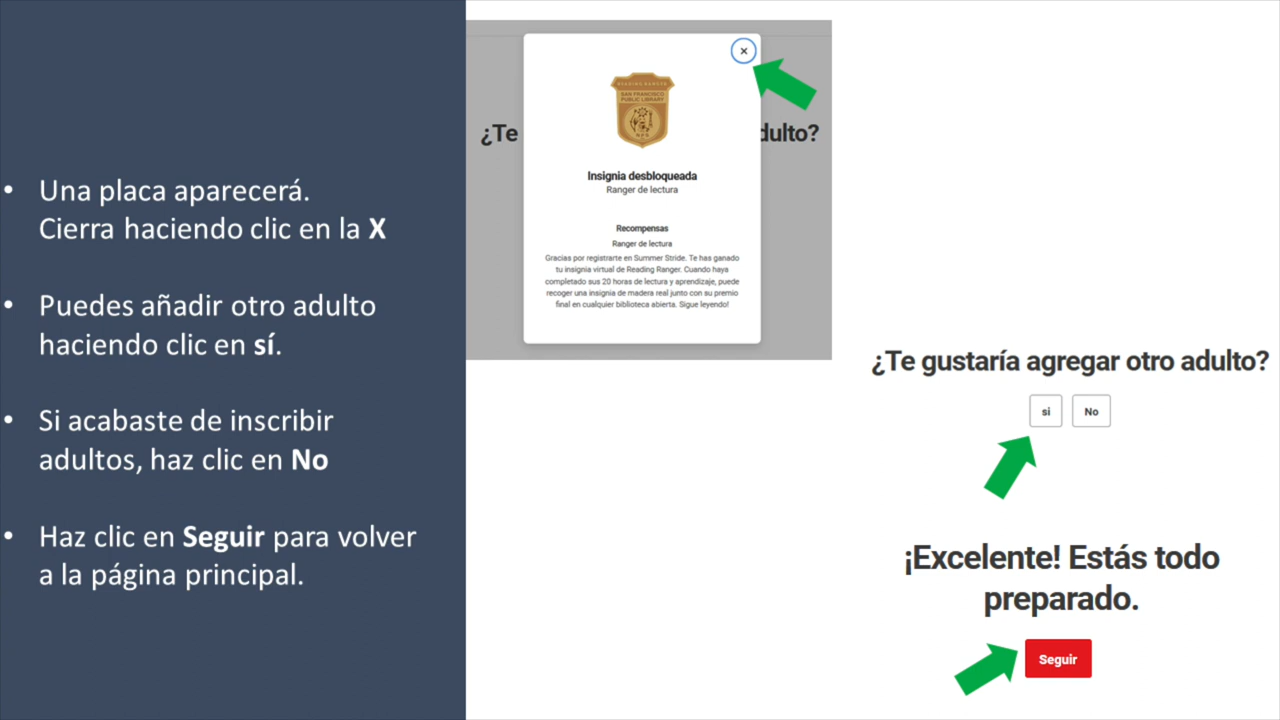 • Una placa aparecerá.
Cierra haciendo clic en la X
• Puedes añadir otro adulto
haciendo clic en sí.
• Si acabaste de inscribir
adultos, haz clic en No
• Haz clic en Seguir para volver
a la página principal.
¿Te
dulto?
×
READING RANGER
SAN FRANCISCO
PUBLIC LIBRARY
Insignia desbloqueada
Ranger de lectura
Recompensas
Ranger de lectura
Gracias por registrarte en Summer Stride. Te has ganado
tu insignia virtual de Reading Ranger. Cuando haya
completado sus 20 horas de lectura y aprendizaje, puede
recoger una insignia de madera real junto con su premio
final en cualquier biblioteca abierta. Sigue leyendo!
¿Te gustaría agregar otro adulto?
si No
¡Excelente! Estás todo
preparado.
Seguir